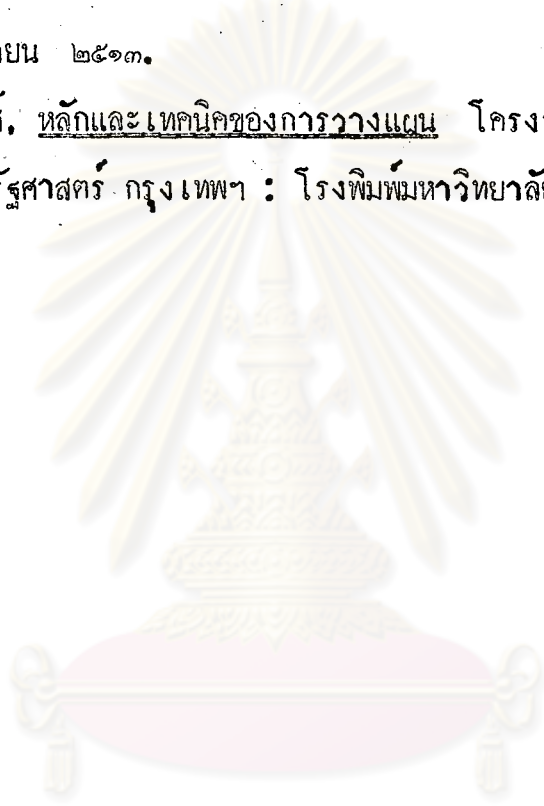 ยน ๒๕๑๓.
หลักและเทคนิคของการวางแผน โครง
รัฐศาสตร์ กรุงเทพฯ : โรงพิมพ์มหาวิทยาลัย